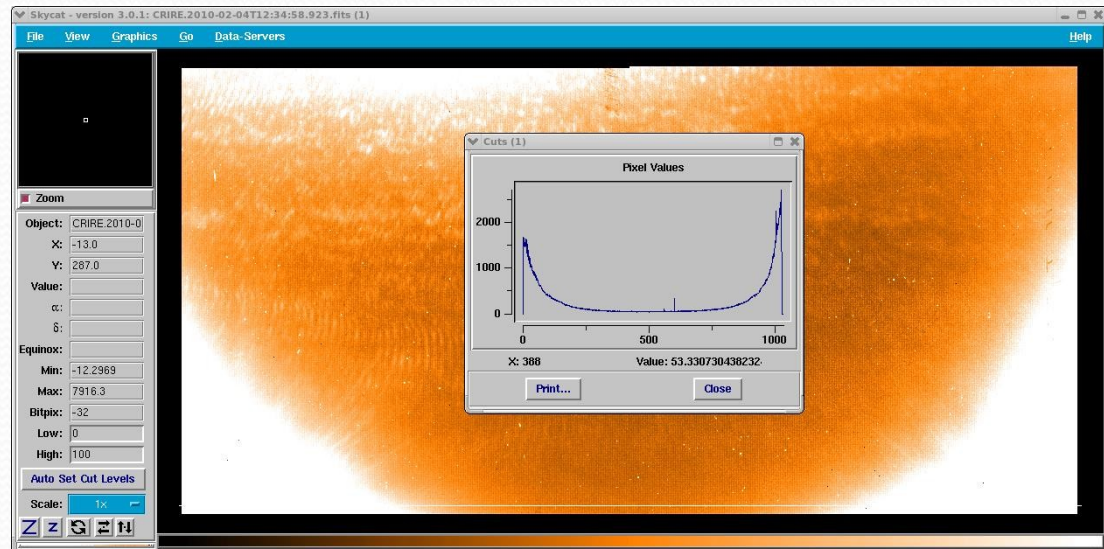 Skycat - version 3.0.1: CRIRE.2010-02-04T12:34:58.923.fits (1)
File View Graphics Go Data-Servers Help
Zoom
Object: CRIRE.2010-0
X: -13.0
Y: 287.0
Value:
α:
δ:
Equinox:
Min: -12.2969
Max: 7916.3
Bitpix: -32
Low: 0
High: 100
Auto Set Cut Levels
Scale: 1x
Z z
Cuts (1)
Pixel Values
2000
1000
0
0 500 1000
X: 388 Value: 53.330730438232
Print... Close